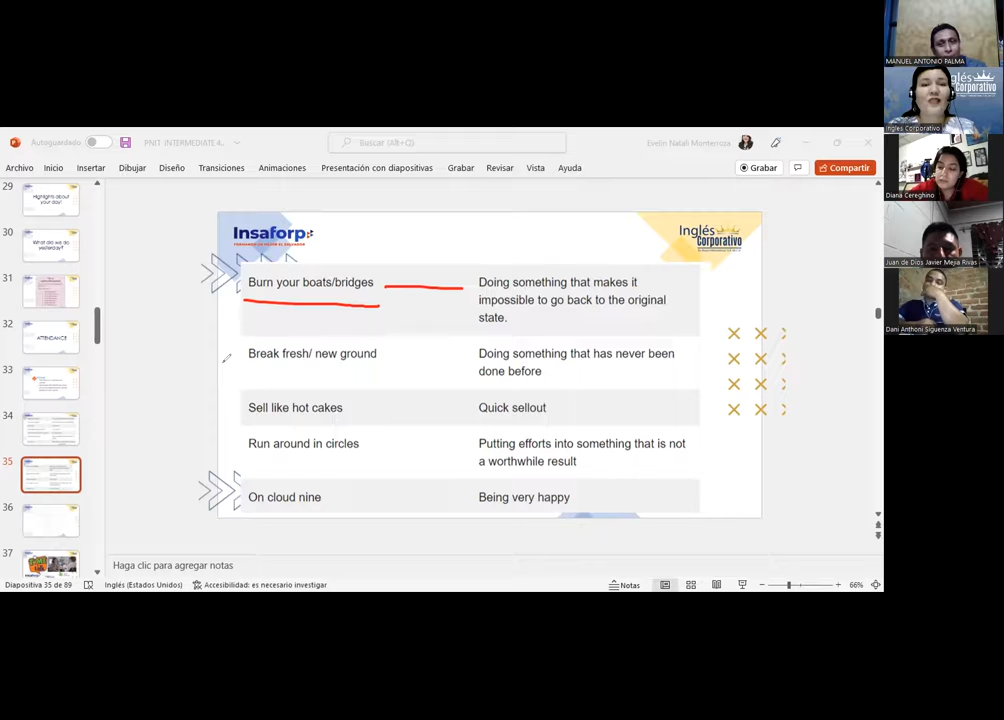 MANUEL ANTONIO PALMA
Inglés
Corporativo
Ingles Corporativo
Diana Cereghino
Juan de Dios Javier Mejia Rivas
Dani Anthoni Siguenza Ventura
Autoguardado
PNIT INTERMEDIATE 4...
Buscar (Alt+Q)
Evelin Natali Monterroza
Archivo Inicio Insertar Dibujar Diseño Transiciones Animaciones Presentación con diapositivas Grabar Revisar Vista Ayuda
Grabar
Compartir
29
Highlights about
your day!
30
What did we do
yesterday?
31
32
ATTENDANCE
33
34
35
36
37
Insaforp
Inglés
Corporativo
Burn your boats/bridges
Doing something that makes it
impossible to go back to the original
state.
Break fresh/ new ground
Doing something that has never been
done before
Sell like hot cakes
Quick sellout
Run around in circles
Putting efforts into something that is not
a worthwhile result
On cloud nine
Being very happy
Haga clic para agregar notas
Diapositiva 35 de 89
Inglés (Estados Unidos)
Accesibilidad: es necesario investigar
Notas
66%